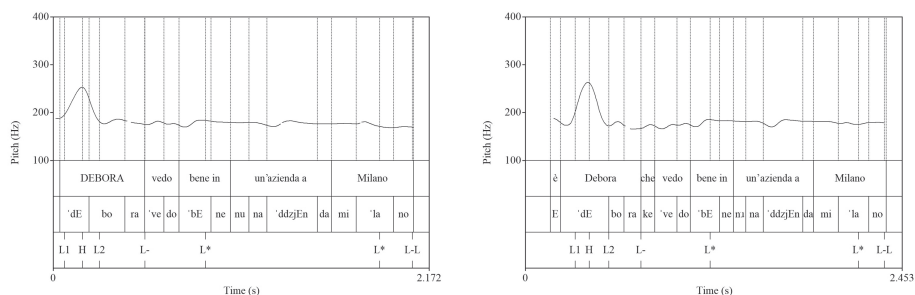 400
300
200
100
Pitch (Hz)
DEBORA vedo bene in un'azienda a Milano
ˈdE bo ra ˈve do ˈbE ne nu na ˈddzjEn da mi ˈla no
L1 H L2 L- L* L* L-L
0 2.172
Time (s)
400
300
200
100
Pitch (Hz)
è Debora che vedo bene in un'azienda a Milano
E ˈdE bo ra ke ˈve do ˈbE ne na ˈddzjEn da mi ˈla no
L1 H L2 L- L* L* L-L
0 2.453
Time (s)